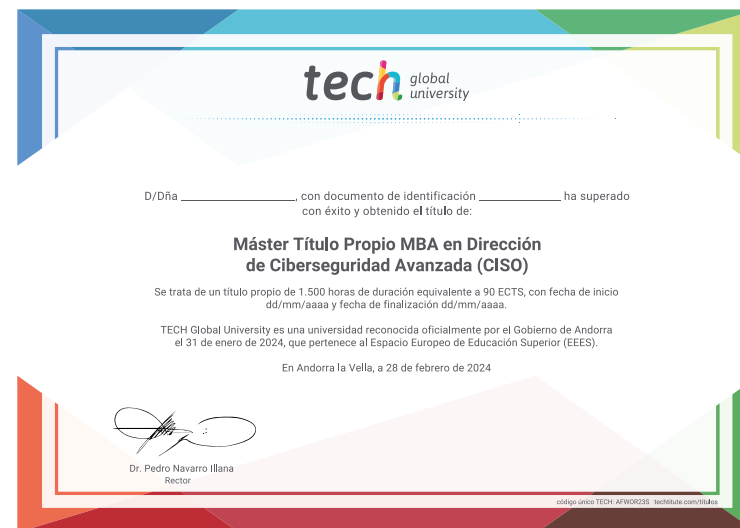 tech global university
D/Dña ____________________, con documento de identificación ______________ ha superado
con éxito y obtenido el título de:
Máster Título Propio MBA en Dirección
de Ciberseguridad Avanzada (CISO)
Se trata de un título propio de 1.500 horas de duración equivalente a 90 ECTS, con fecha de inicio
dd/mm/aaaa y fecha de finalización dd/mm/aaaa.
TECH Global University es una universidad reconocida oficialmente por el Gobierno de Andorra
el 31 de enero de 2024, que pertenece al Espacio Europeo de Educación Superior (EEES).
En Andorra la Vella, a 28 de febrero de 2024
Dr. Pedro Navarro Illana
Rector
código único TECH: AFWOR23S techtitute.com/titulos